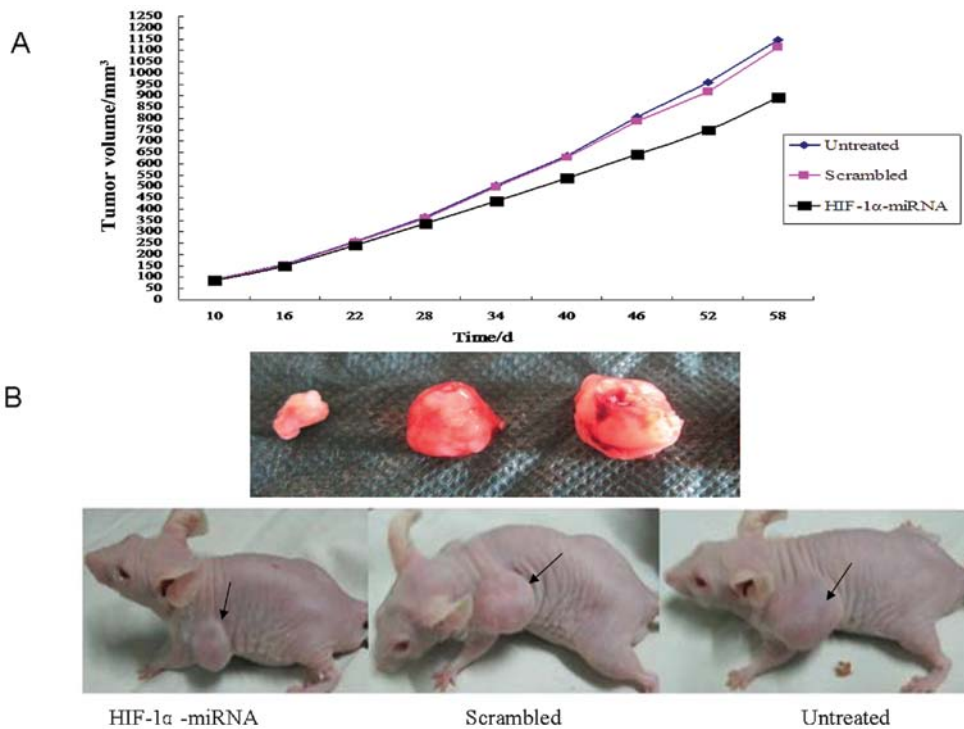 A
Tumor volume/mm³
1250
1150
1100
1050
1000
950
900
850
800
750
700
650
600
550
500
450
400
350
300
250
200
150
100
50
0
10 16 22 28 34 40 46 52 58
Time/d
Untreated
Scrambled
HIF-1α-miRNA
B
HIF-1α -miRNA Scrambled Untreated